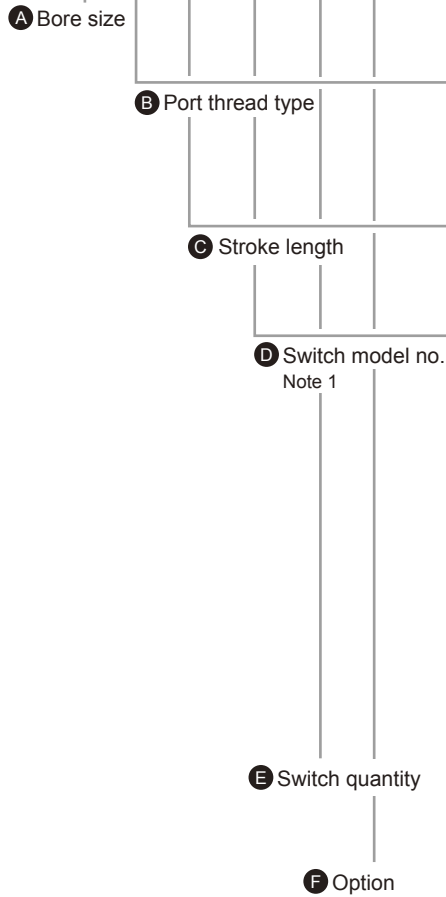 A Bore size
B Port thread type
C Stroke length
D Switch model no.
Note 1
E Switch quantity
F Option